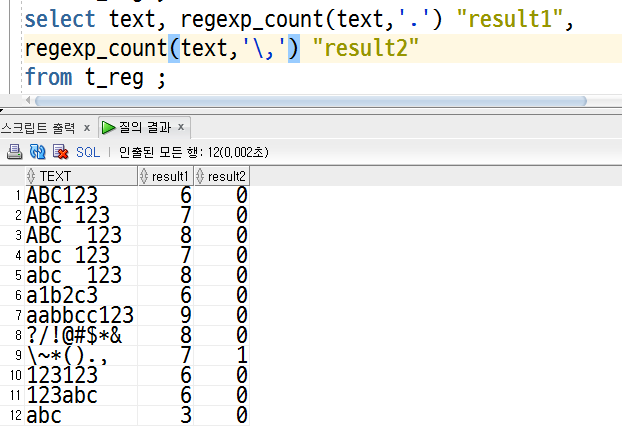 select text, regexp_count(text,'.') "result1",
regexp_count(text,'\,') "result2"
from t_reg ;
스크립트 출력 x 질의 결과 x
SQL | 인출된 모든 행: 12(0,002초)
TEXT result1 result2
1 ABC123 6 0
2 ABC 123 7 0
3 ABC  123 8 0
4 abc 123 7 0
5 abc  123 8 0
6 a1b2c3 6 0
7 aabbcc123 9 0
8 ?/!@#$*& 8 0
9 \~*()., 7 1
10 123123 6 0
11 123abc 6 0
12 abc 3 0